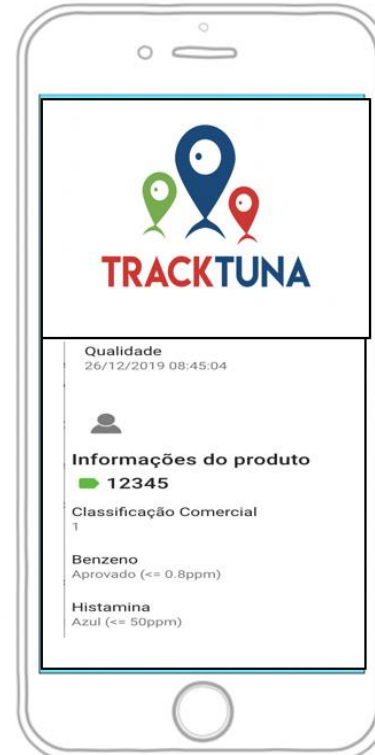 TRACKTUNA
Qualidade
26/12/2019 08:45:04
Informações do produto
12345
Classificação Comercial
1
Benzeno
Aprovado (<= 0.8ppm)
Histamina
Azul (<= 50ppm)